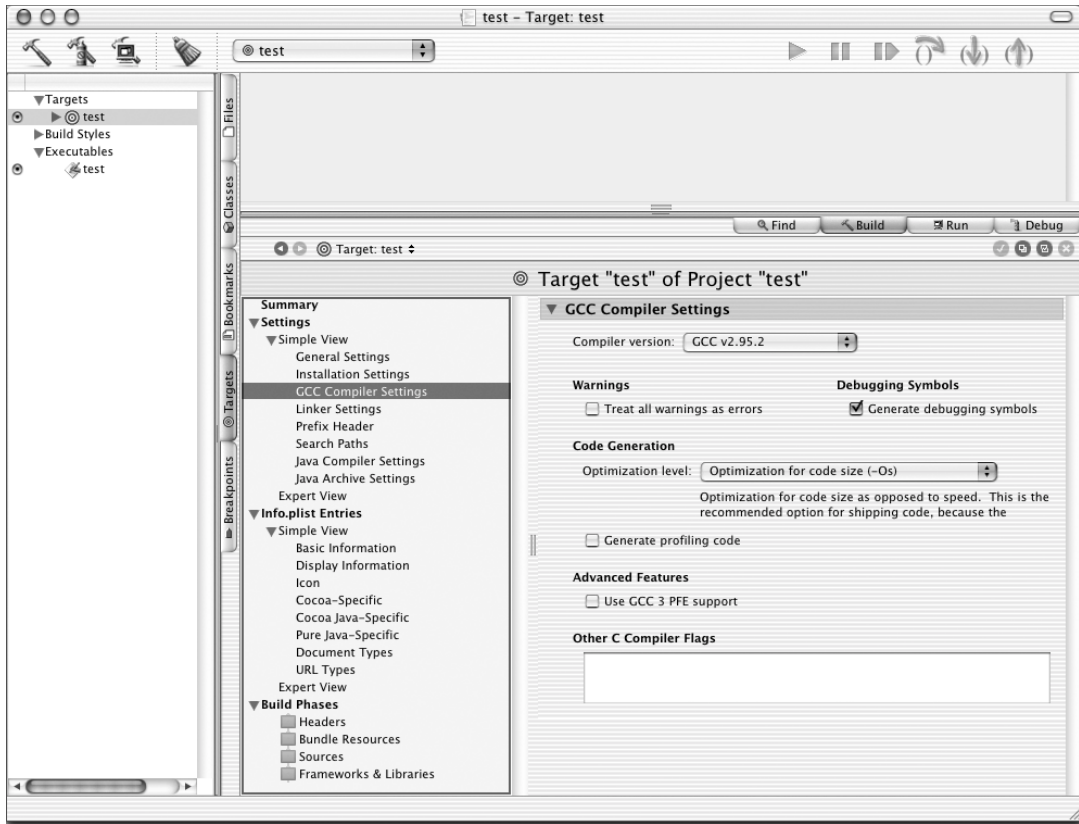 test – Target: test
test
Targets
test
Build Styles
Executables
test
Files
Classes
Bookmarks
Targets
Breakpoints
Find
Build
Run
Debug
Target: test
Target "test" of Project "test"
Summary
Settings
Simple View
General Settings
Installation Settings
GCC Compiler Settings
Linker Settings
Prefix Header
Search Paths
Java Compiler Settings
Java Archive Settings
Expert View
Info.plist Entries
Simple View
Basic Information
Display Information
Icon
Cocoa-Specific
Cocoa Java-Specific
Pure Java-Specific
Document Types
URL Types
Expert View
Build Phases
Headers
Bundle Resources
Sources
Frameworks & Libraries
GCC Compiler Settings
Compiler version: GCC v2.95.2
Warnings
Debugging Symbols
Treat all warnings as errors
Generate debugging symbols
Code Generation
Optimization level: Optimization for code size (-Os)
Optimization for code size as opposed to speed. This is the
recommended option for shipping code, because the
Generate profiling code
Advanced Features
Use GCC 3 PFE support
Other C Compiler Flags